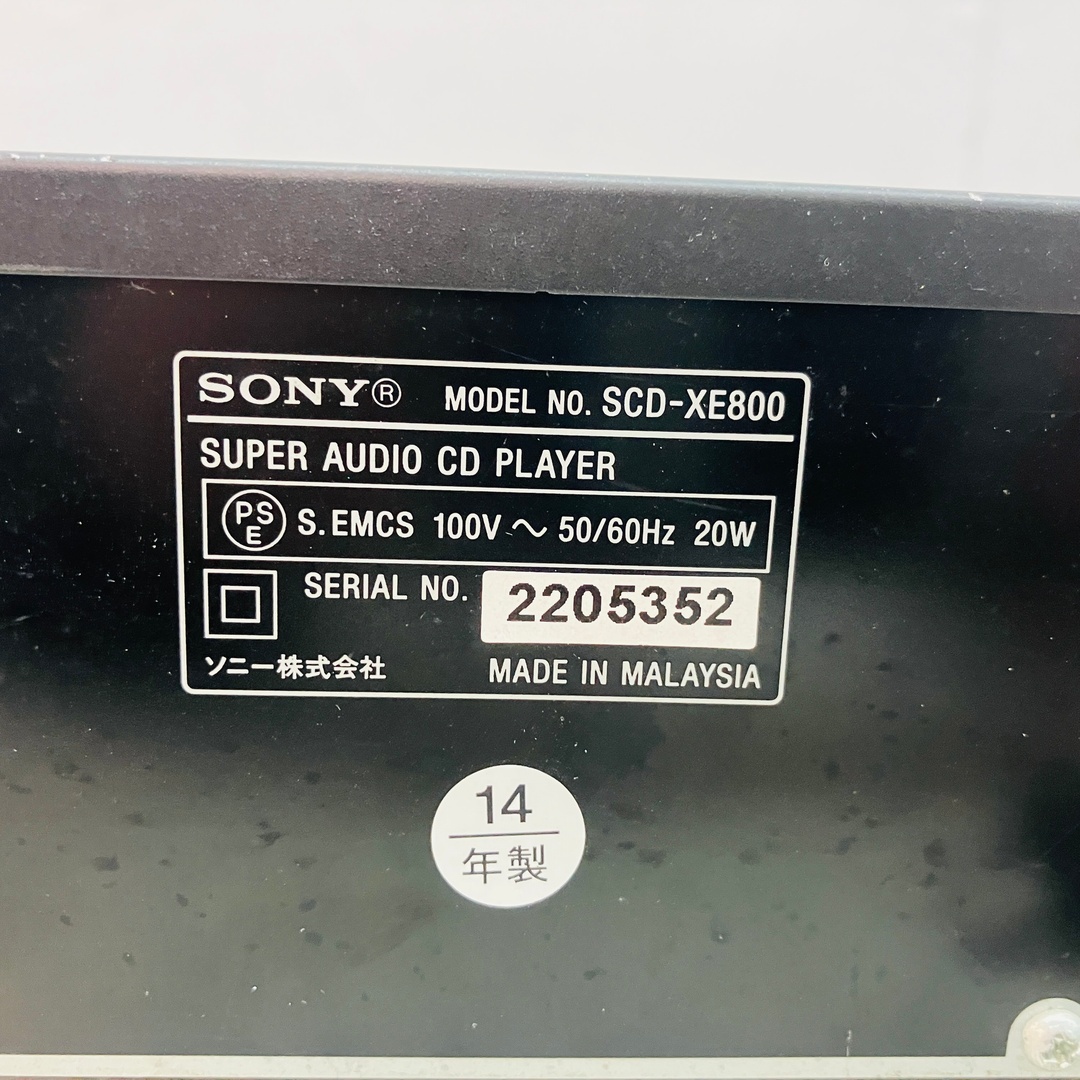 SONY® MODEL NO. SCD-XE800
SUPER AUDIO CD PLAYER
PSE S. EMCS 100V ～ 50/60Hz 20W
SERIAL NO. 2205352
ソニー株式会社 MADE IN MALAYSIA
14
年製